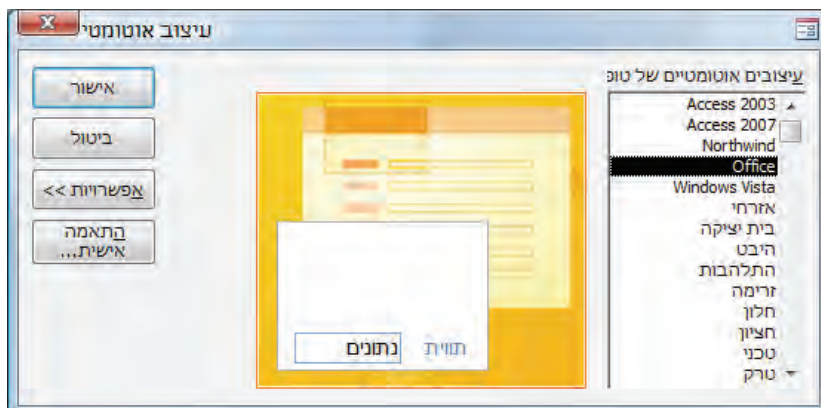 עיצוב אוטומטי
עיצובים אוטומטיים של טופ
Access 2003
Access 2007
Northwind
Office
Windows Vista
אזרחי
בית יציקה
היבט
התלהבות
זרימה
חלון
חציון
טכני
טרק
תווית
נתונים
אישור
ביטול
אפשרויות >>
התאמה
אישית...